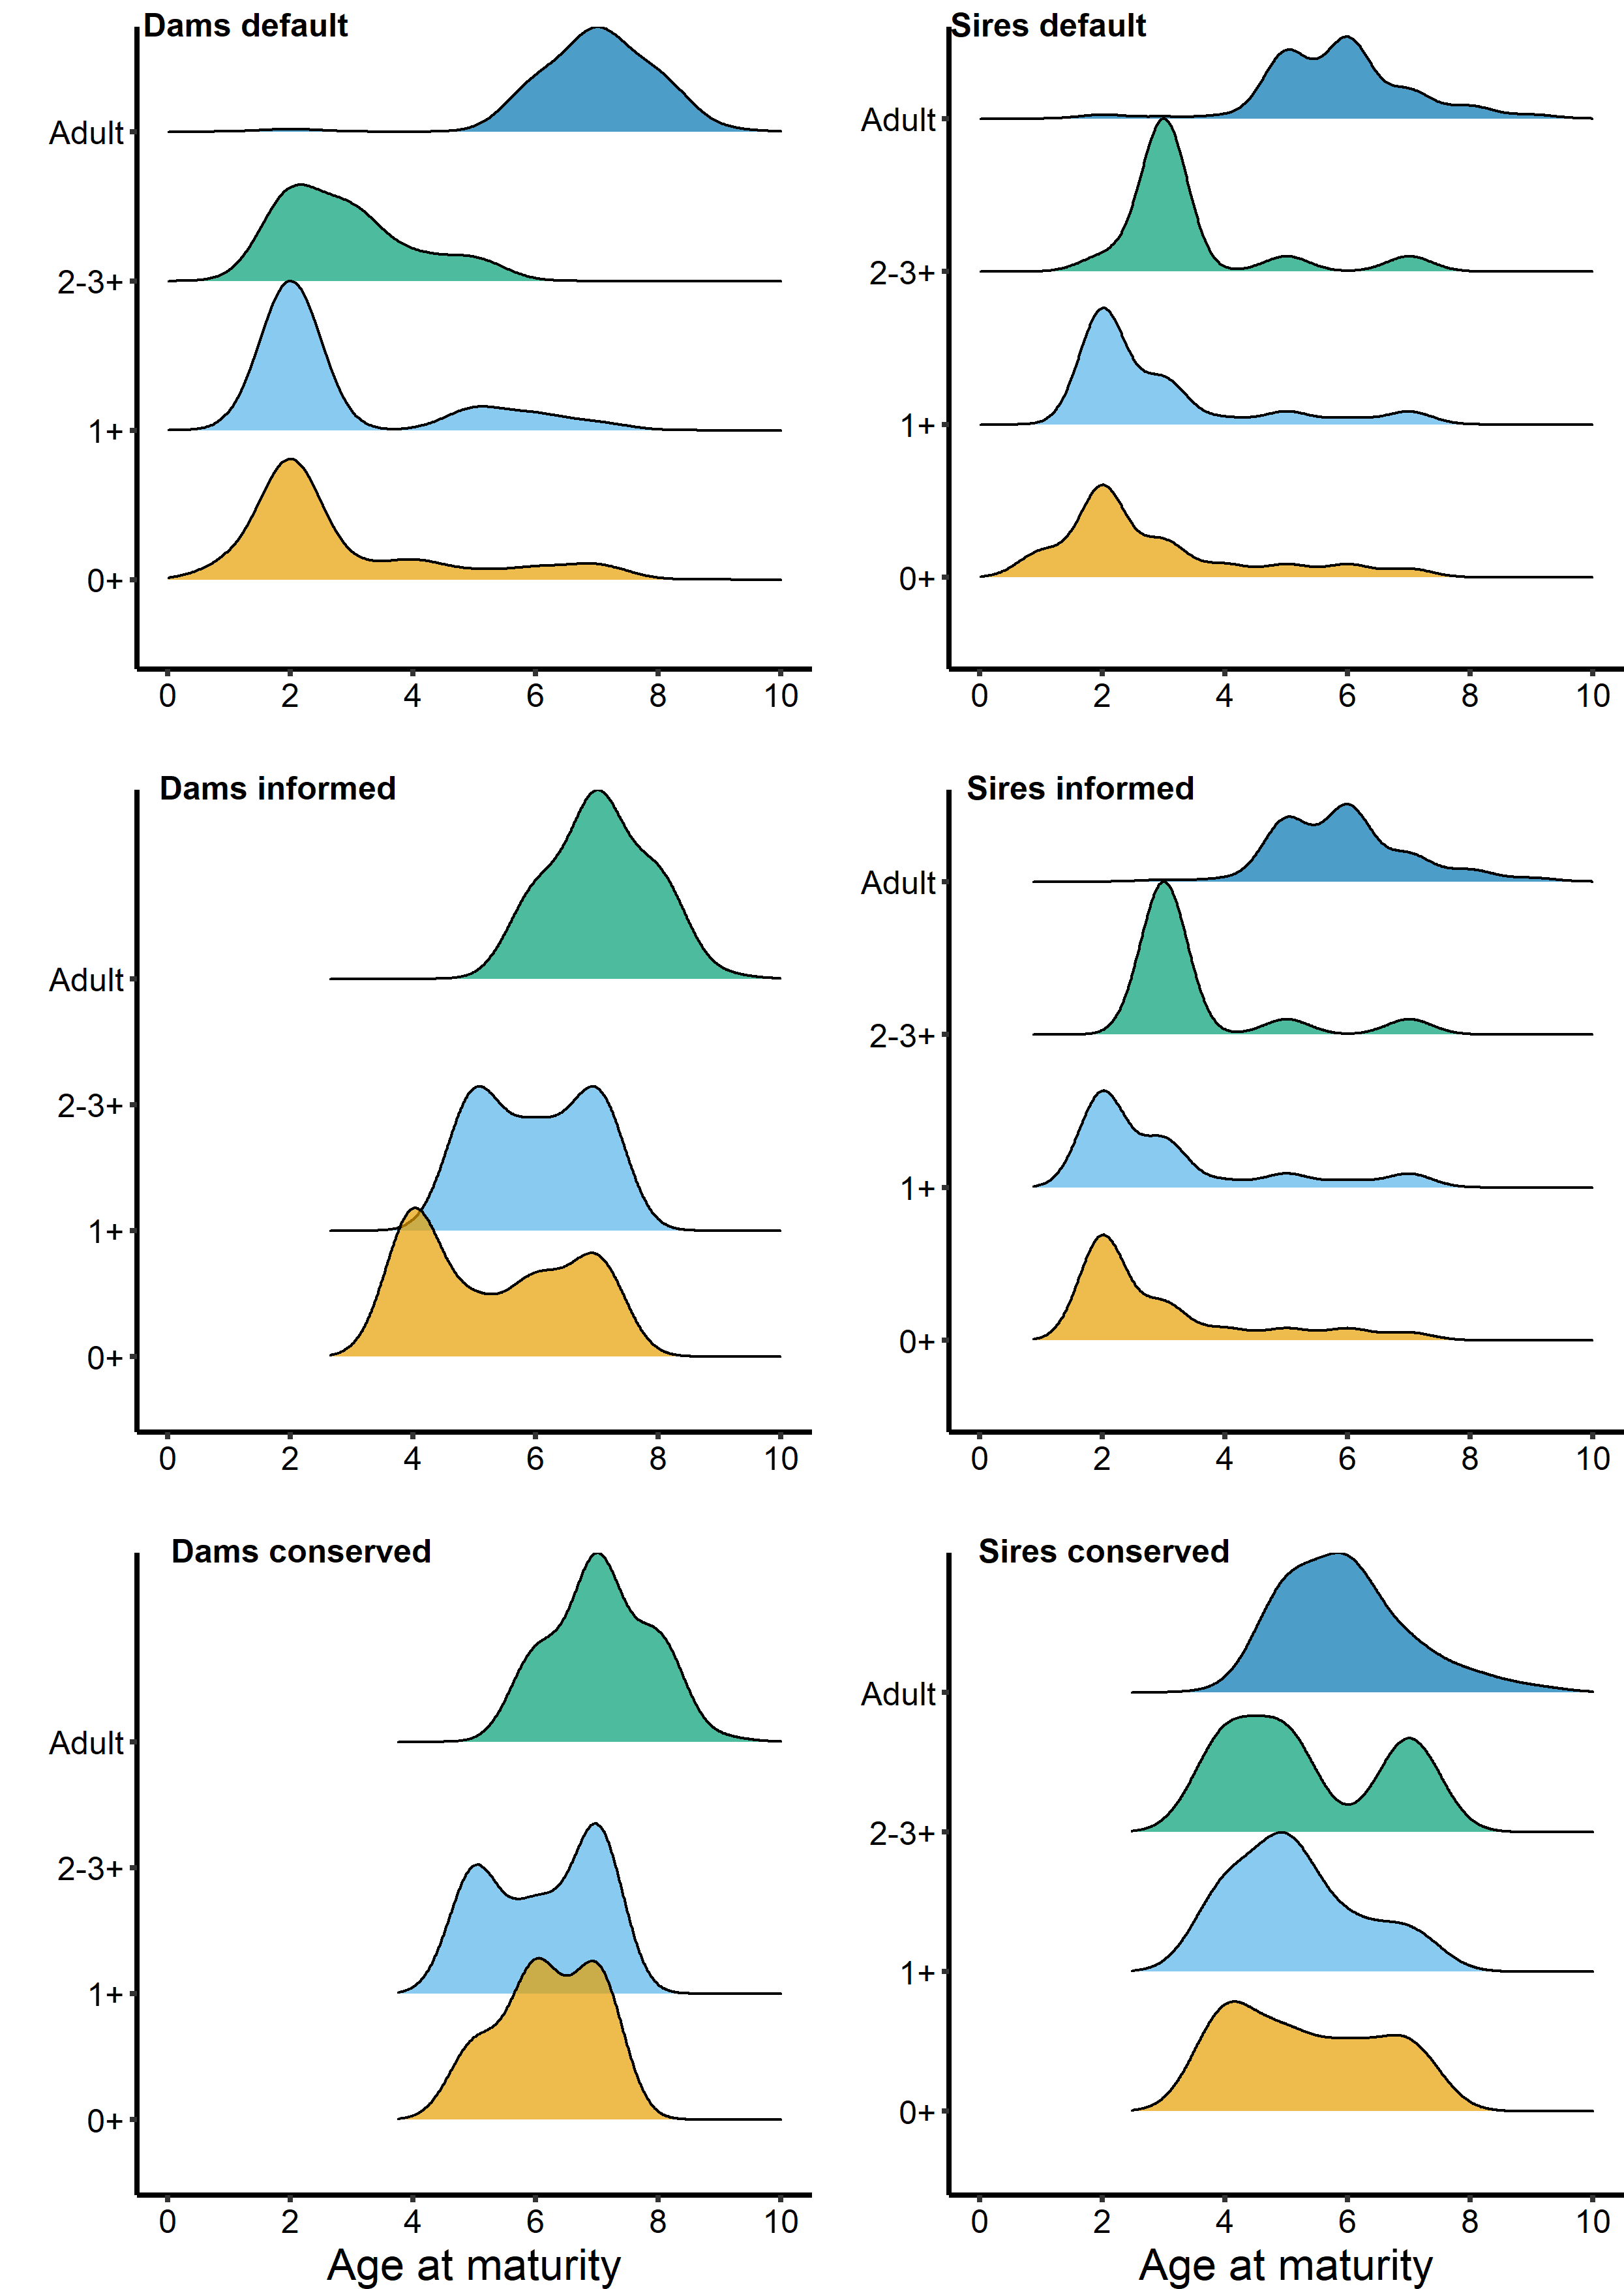 Dams default
Adult
2-3+
1+
0+
0 2 4 6 8 10
Sires default
Adult
2-3+
1+
0+
0 2 4 6 8 10
Dams informed
Adult
2-3+
1+
0+
0 2 4 6 8 10
Sires informed
Adult
2-3+
1+
0+
0 2 4 6 8 10
Dams conserved
Adult
2-3+
1+
0+
0 2 4 6 8 10
Age at maturity
Sires conserved
Adult
2-3+
1+
0+
0 2 4 6 8 10
Age at maturity